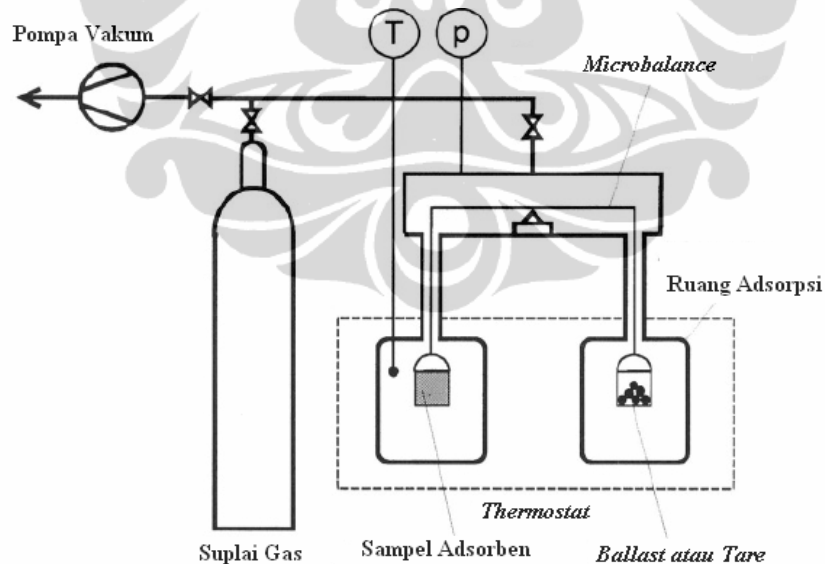 Pompa Vakum
T
p
Microbalance
Ruang Adsorpsi
Thermostat
Suplai Gas
Sampel Adsorben
Ballast atau Tare